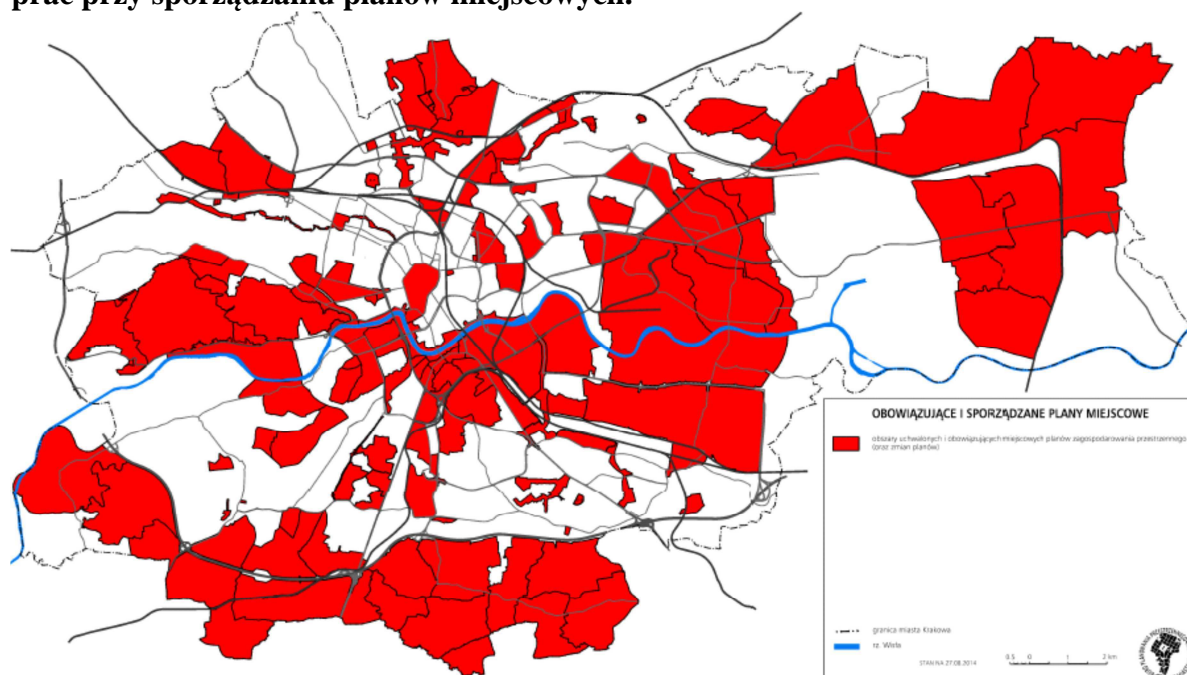 prac przy sporządzaniu planów miejscowych.
OBOWIĄZUJĄCE I SPORZĄDZANE PLANY MIEJSCOWE
obszary uchwalonych i obowiązujących miejscowych planów zagospodarowania przestrzennego
(oraz zmian planów)
granica miasta Krakowa
rz. Wisła
STAN NA 27.08.2014
0.5 0 1 2 km